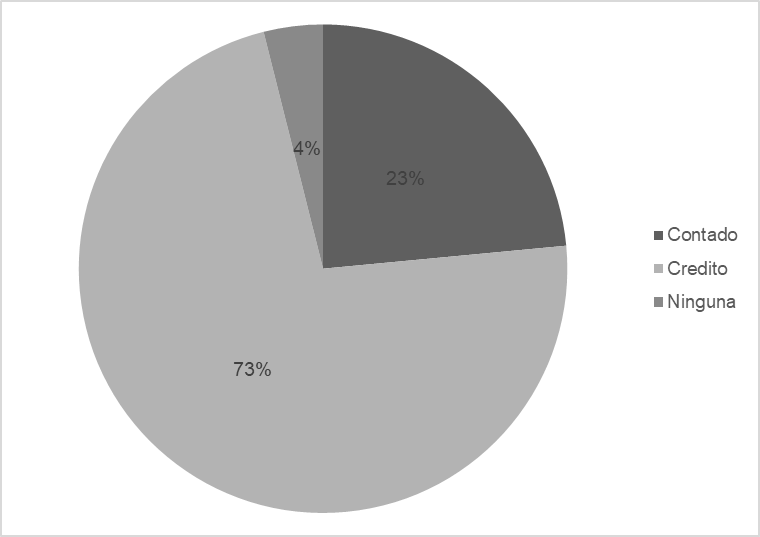 4%
23%
73%
Contado
Credito
Ninguna